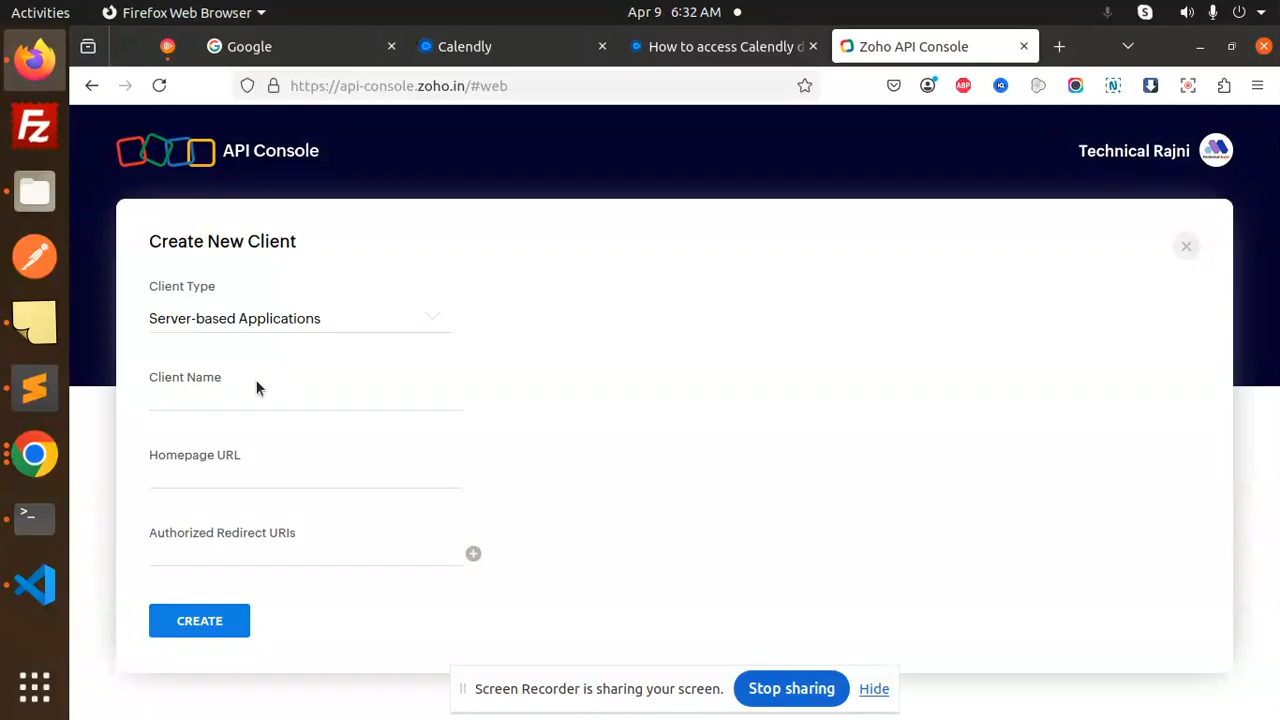 Activities
Firefox Web Browser
Apr 9 6:32 AM
Google
Calendly
How to access Calendly d
Zoho API Console
https://api-console.zoho.in/#web
API Console
Technical Rajni
Create New Client
Client Type
Server-based Applications
Client Name
Homepage URL
Authorized Redirect URIs
CREATE
Screen Recorder is sharing your screen.
Stop sharing
Hide